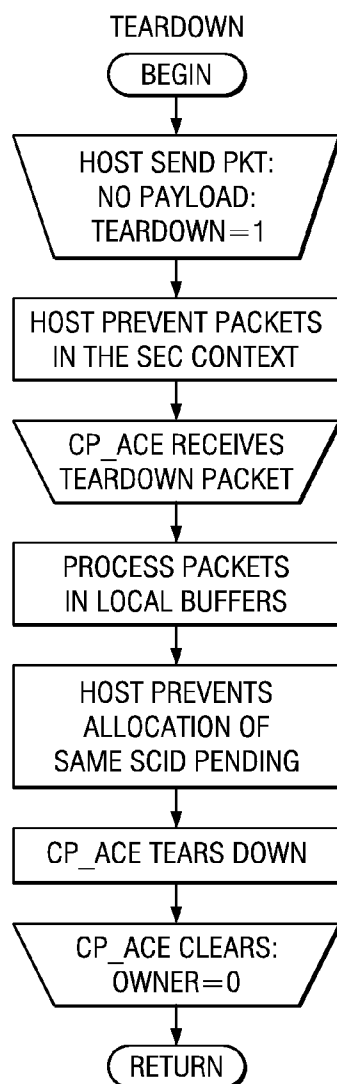 TEARDOWN
BEGIN
HOST SEND PKT:
NO PAYLOAD:
TEARDOWN=1
HOST PREVENT PACKETS
IN THE SEC CONTEXT
CP_ACE RECEIVES
TEARDOWN PACKET
PROCESS PACKETS
IN LOCAL BUFFERS
HOST PREVENTS
ALLOCATION OF
SAME SCID PENDING
CP_ACE TEARS DOWN
CP_ACE CLEARS:
OWNER=0
RETURN